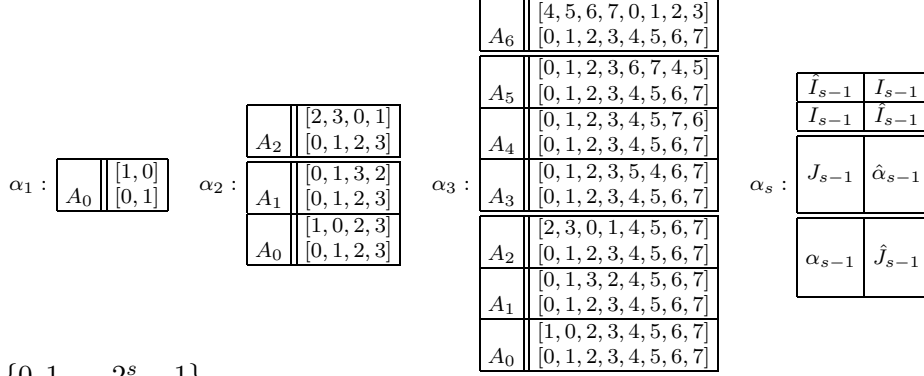 α₁ :
A₀ [1, 0]
[0, 1]
α₂ :
[2, 3, 0, 1]
A₂ [0, 1, 2, 3]
[0, 1, 3, 2]
A₁ [0, 1, 2, 3]
[1, 0, 2, 3]
A₀ [0, 1, 2, 3]
α₃ :
[4, 5, 6, 7, 0, 1, 2, 3]
A₆ [0, 1, 2, 3, 4, 5, 6, 7]
[0, 1, 2, 3, 6, 7, 4, 5]
A₅ [0, 1, 2, 3, 4, 5, 6, 7]
[0, 1, 2, 3, 4, 5, 7, 6]
A₄ [0, 1, 2, 3, 4, 5, 6, 7]
[0, 1, 2, 3, 5, 4, 6, 7]
A₃ [0, 1, 2, 3, 4, 5, 6, 7]
[2, 3, 0, 1, 4, 5, 6, 7]
A₂ [0, 1, 2, 3, 4, 5, 6, 7]
[0, 1, 3, 2, 4, 5, 6, 7]
A₁ [0, 1, 2, 3, 4, 5, 6, 7]
[1, 0, 2, 3, 4, 5, 6, 7]
A₀ [0, 1, 2, 3, 4, 5, 6, 7]
αₛ :
Îₛ₋₁ Iₛ₋₁
Iₛ₋₁ Îₛ₋₁
Jₛ₋₁ α̂ₛ₋₁
αₛ₋₁ Ĵₛ₋₁